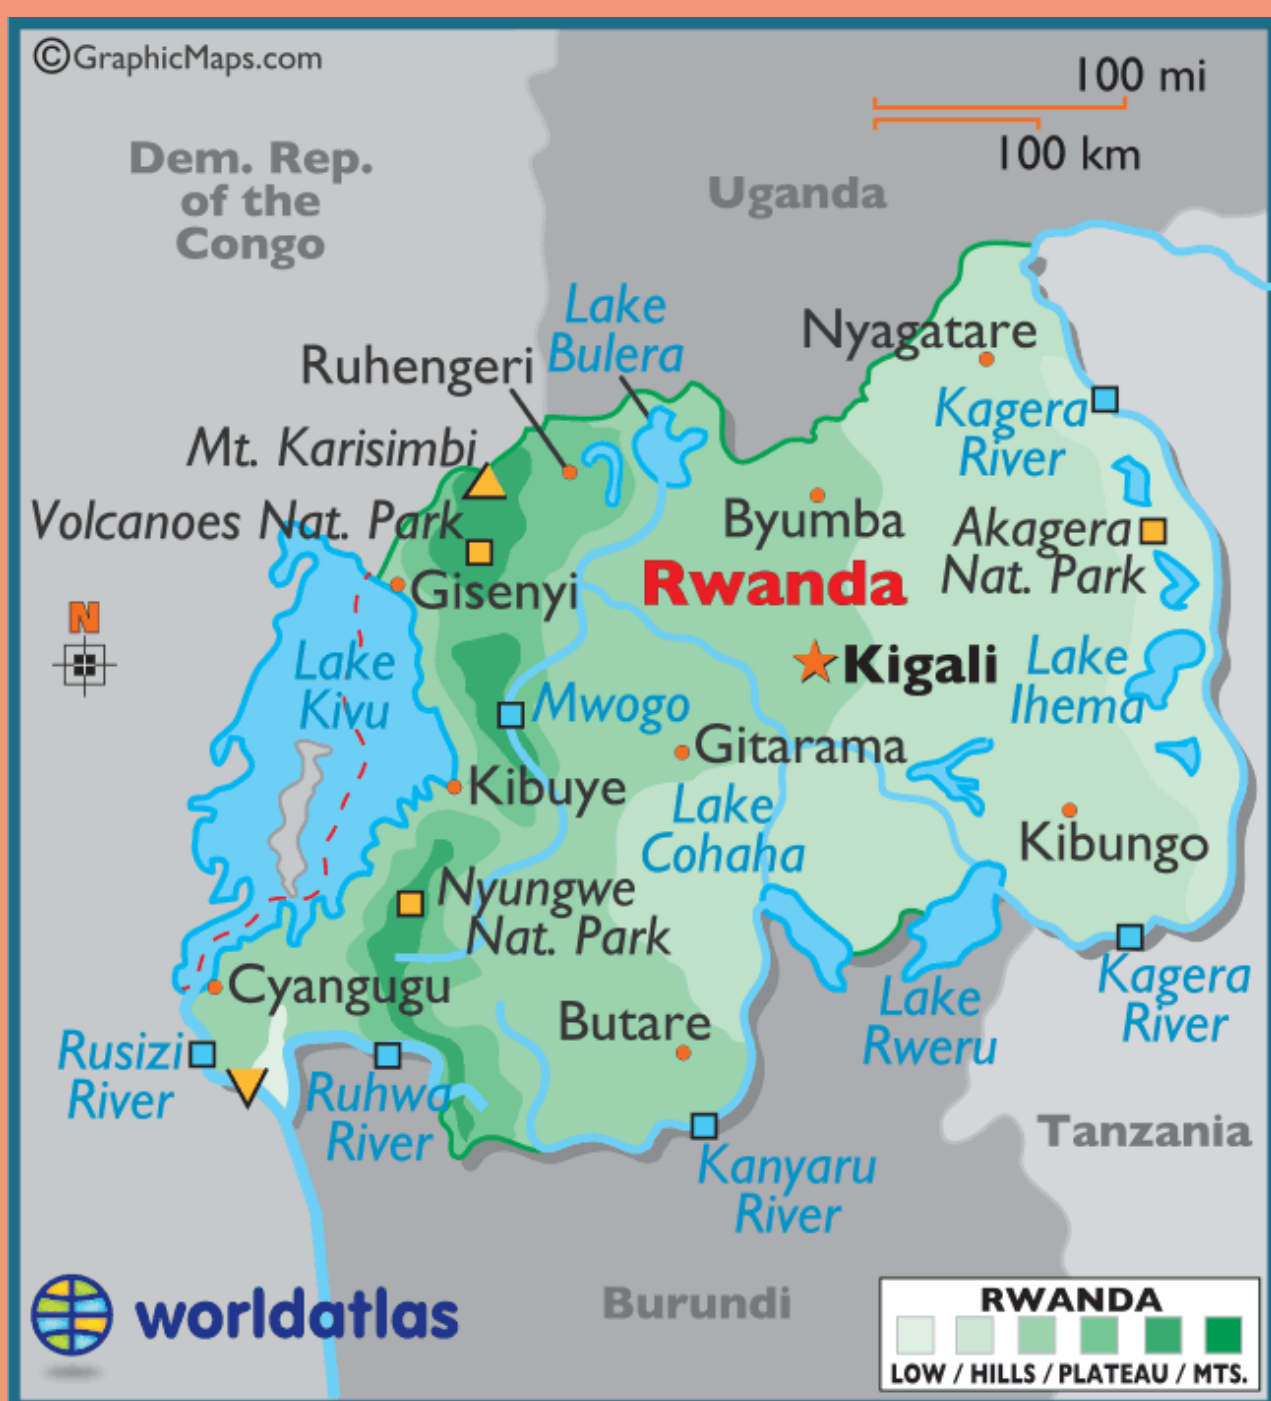 ©GraphicMaps.com
100 mi
100 km
Dem. Rep.
of the
Congo
Uganda
Lake
Bulera
Nyagatare
Ruhengeri
Kagera
River
Mt. Karisimbi
Volcanoes Nat. Park
Byumba
Akagera
Nat. Park
Rwanda
Gisenyi
N
Lake
Kivu
Kigali
Lake
Ihema
Mwogo
Gitarama
Kibuye
Lake
Cohaha
Kibungo
Nyungwe
Nat. Park
Cyangugu
Butare
Lake
Rweru
Kagera
River
Rusizi
River
Ruhwa
River
Tanzania
Kanyaru
River
Burundi
worldatlas
RWANDA
LOW / HILLS / PLATEAU / MTS.